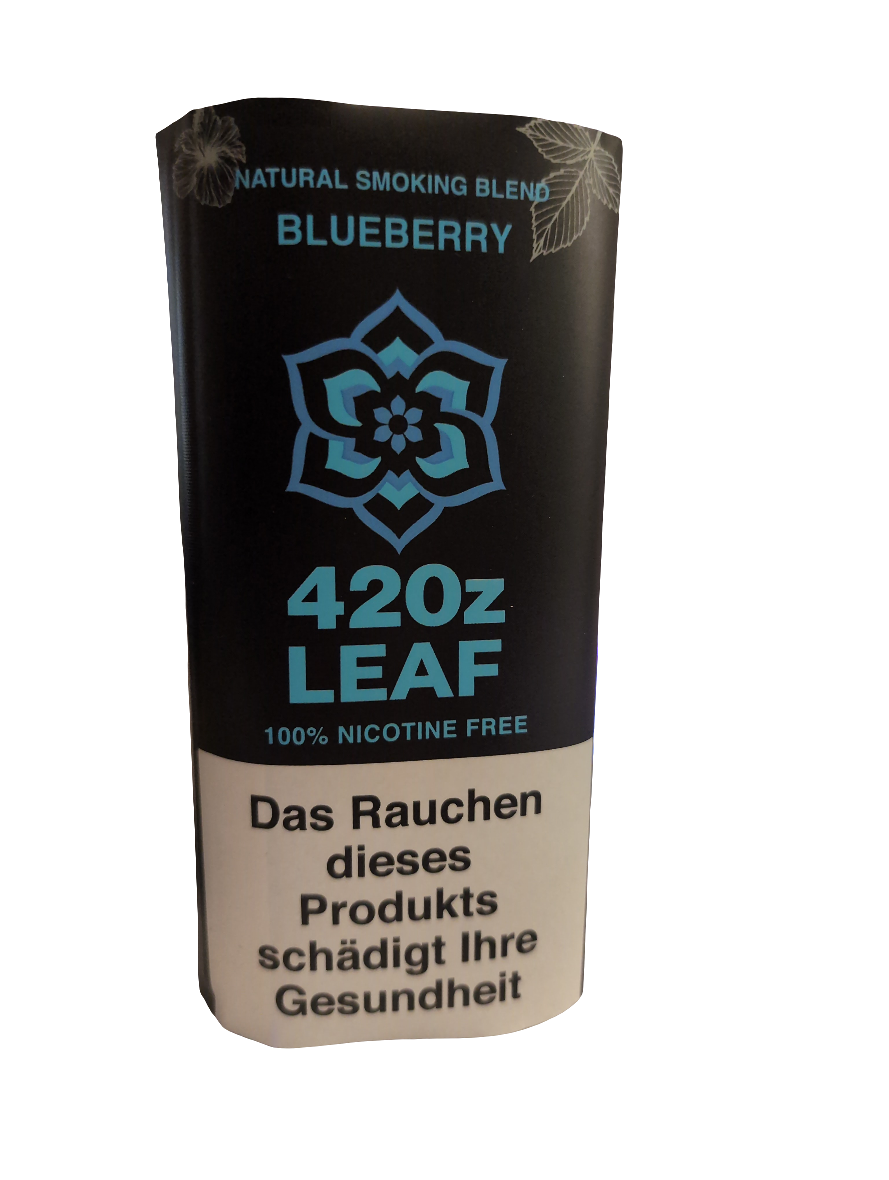 NATURAL SMOKING BLEND
BLUEBERRY
420z
LEAF
100% NICOTINE FREE
Das Rauchen
dieses
Produkts
schädigt Ihre
Gesundheit